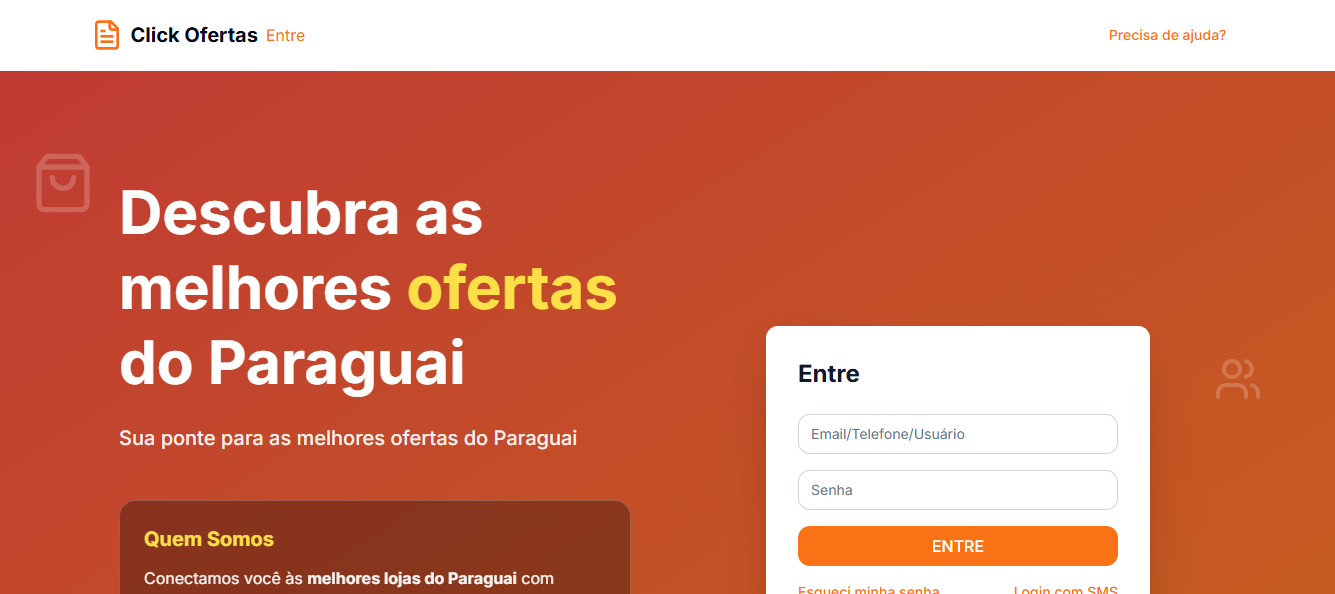 Click Ofertas Entre
Precisa de ajuda?
Descubra as
melhores ofertas
do Paraguai
Sua ponte para as melhores ofertas do Paraguai
Quem Somos
Conectamos você às melhores lojas do Paraguai com
Entre
Email/Telefone/Usuário
Senha
ENTRE
Esqueci minha senha
Login com SMS